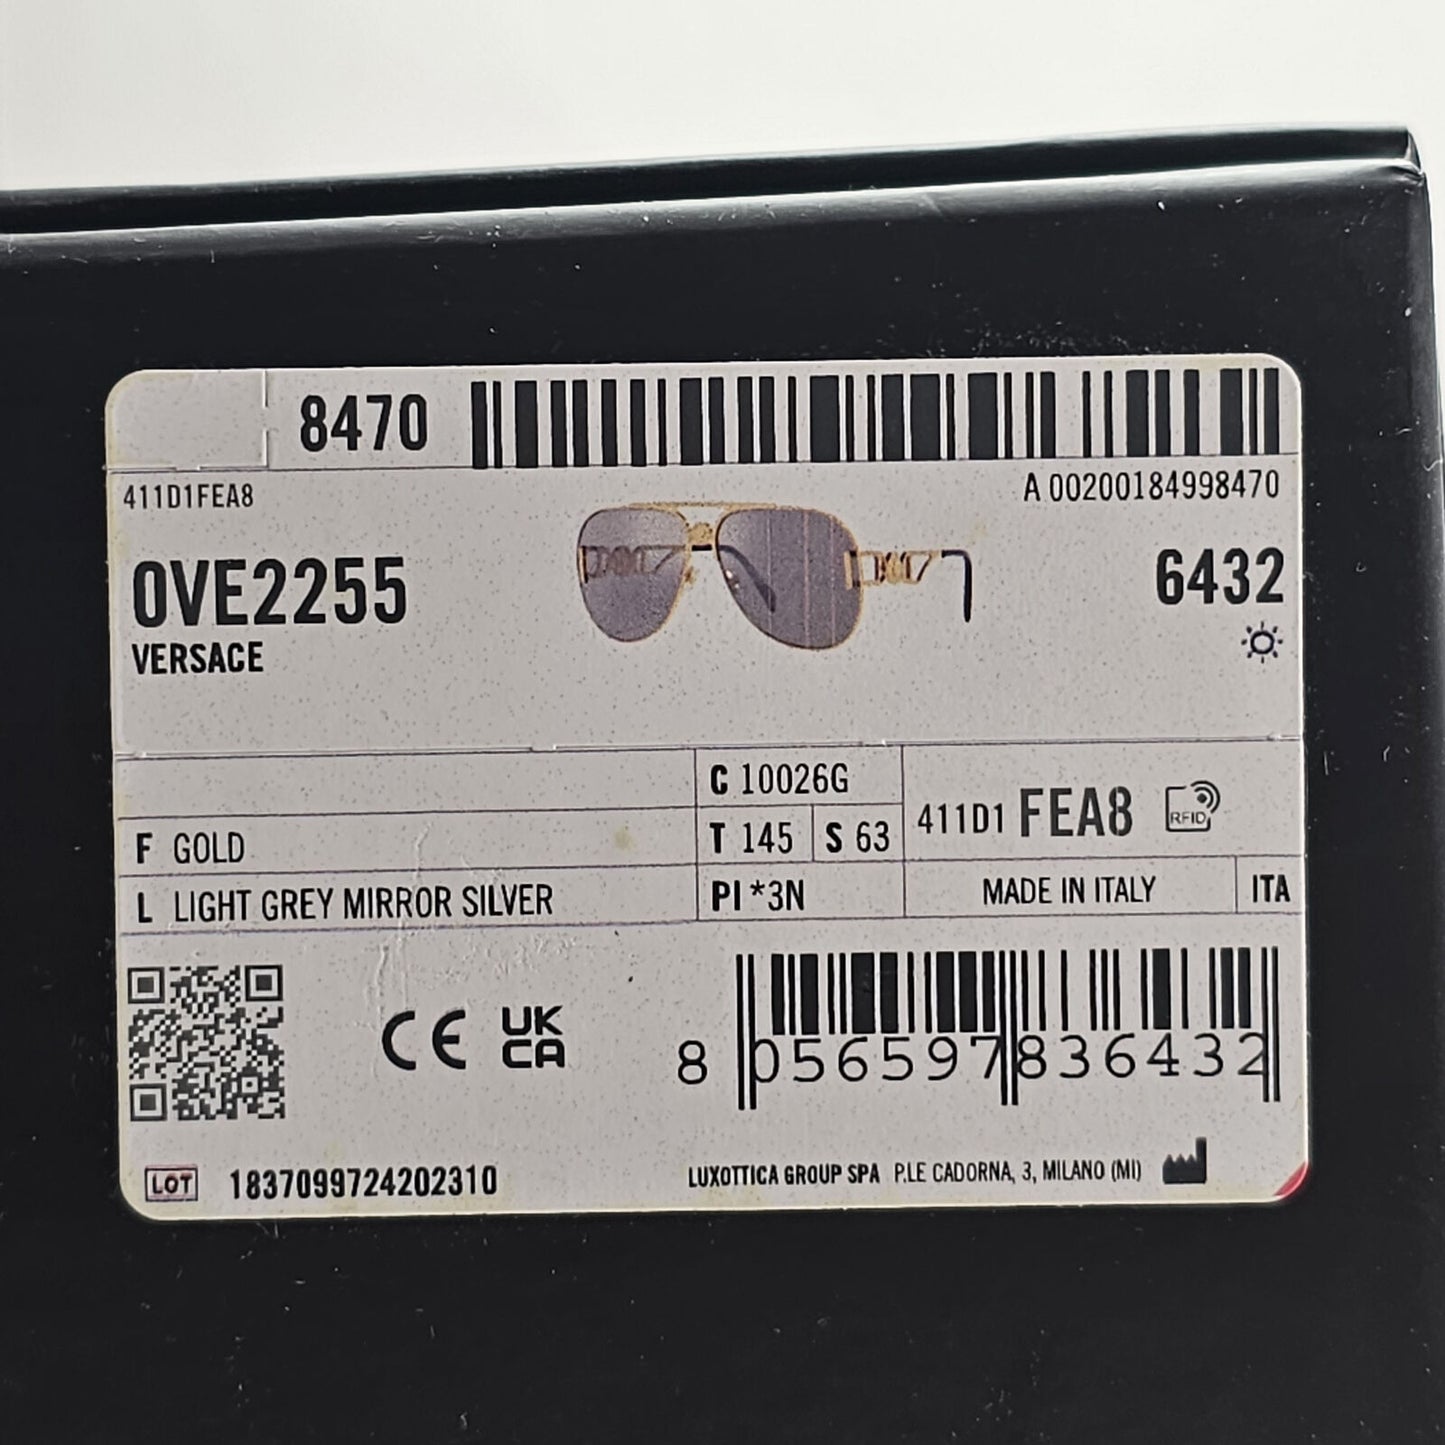 8470
411D1FEA8
A 00200184998470
OVE2255
6432
VERSACE
C 10026G
F GOLD
T 145 S 63
411D1 FEA8 RFID
L LIGHT GREY MIRROR SILVER
PI *3N
MADE IN ITALY
ITA
CE UK CA
8 056597 836432
LOT 1837099724202310
LUXOTTICA GROUP SPA P.LE CADORNA, 3, MILANO (MI)